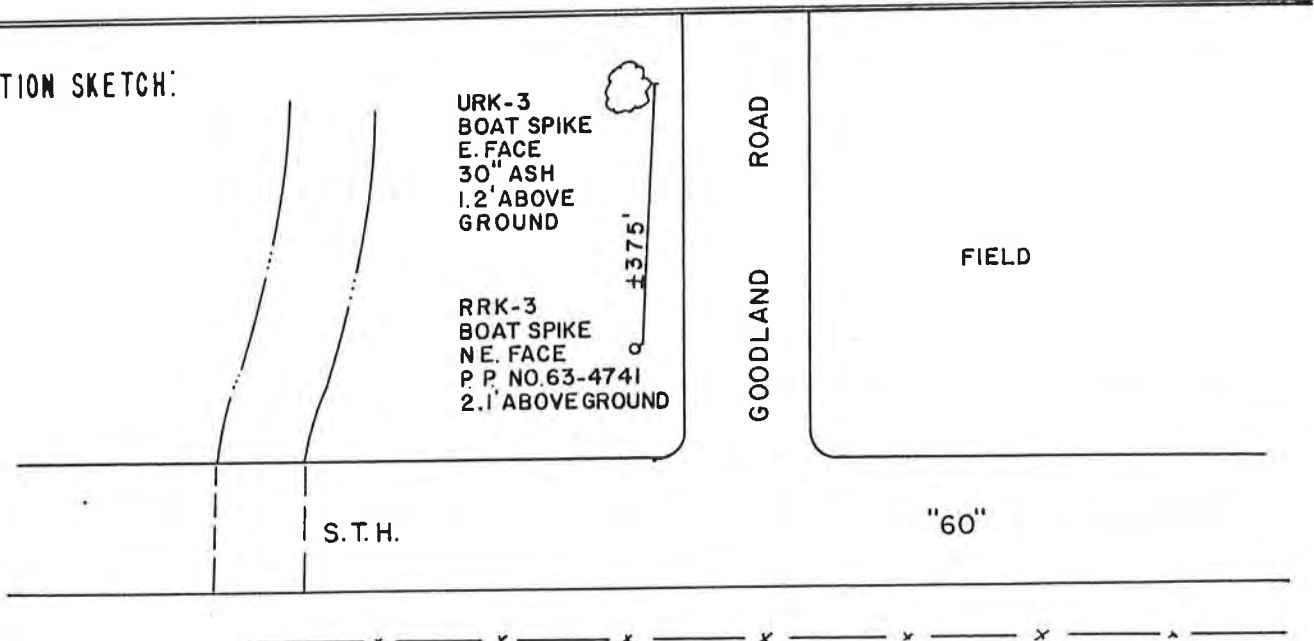 TION SKETCH:
URK-3
BOAT SPIKE
E. FACE
30" ASH
1.2' ABOVE
GROUND
±375'
RRK-3
BOAT SPIKE
NE. FACE
P.P. NO. 63-4741
2.1' ABOVE GROUND
GOODLAND ROAD
FIELD
S.T.H. "60"